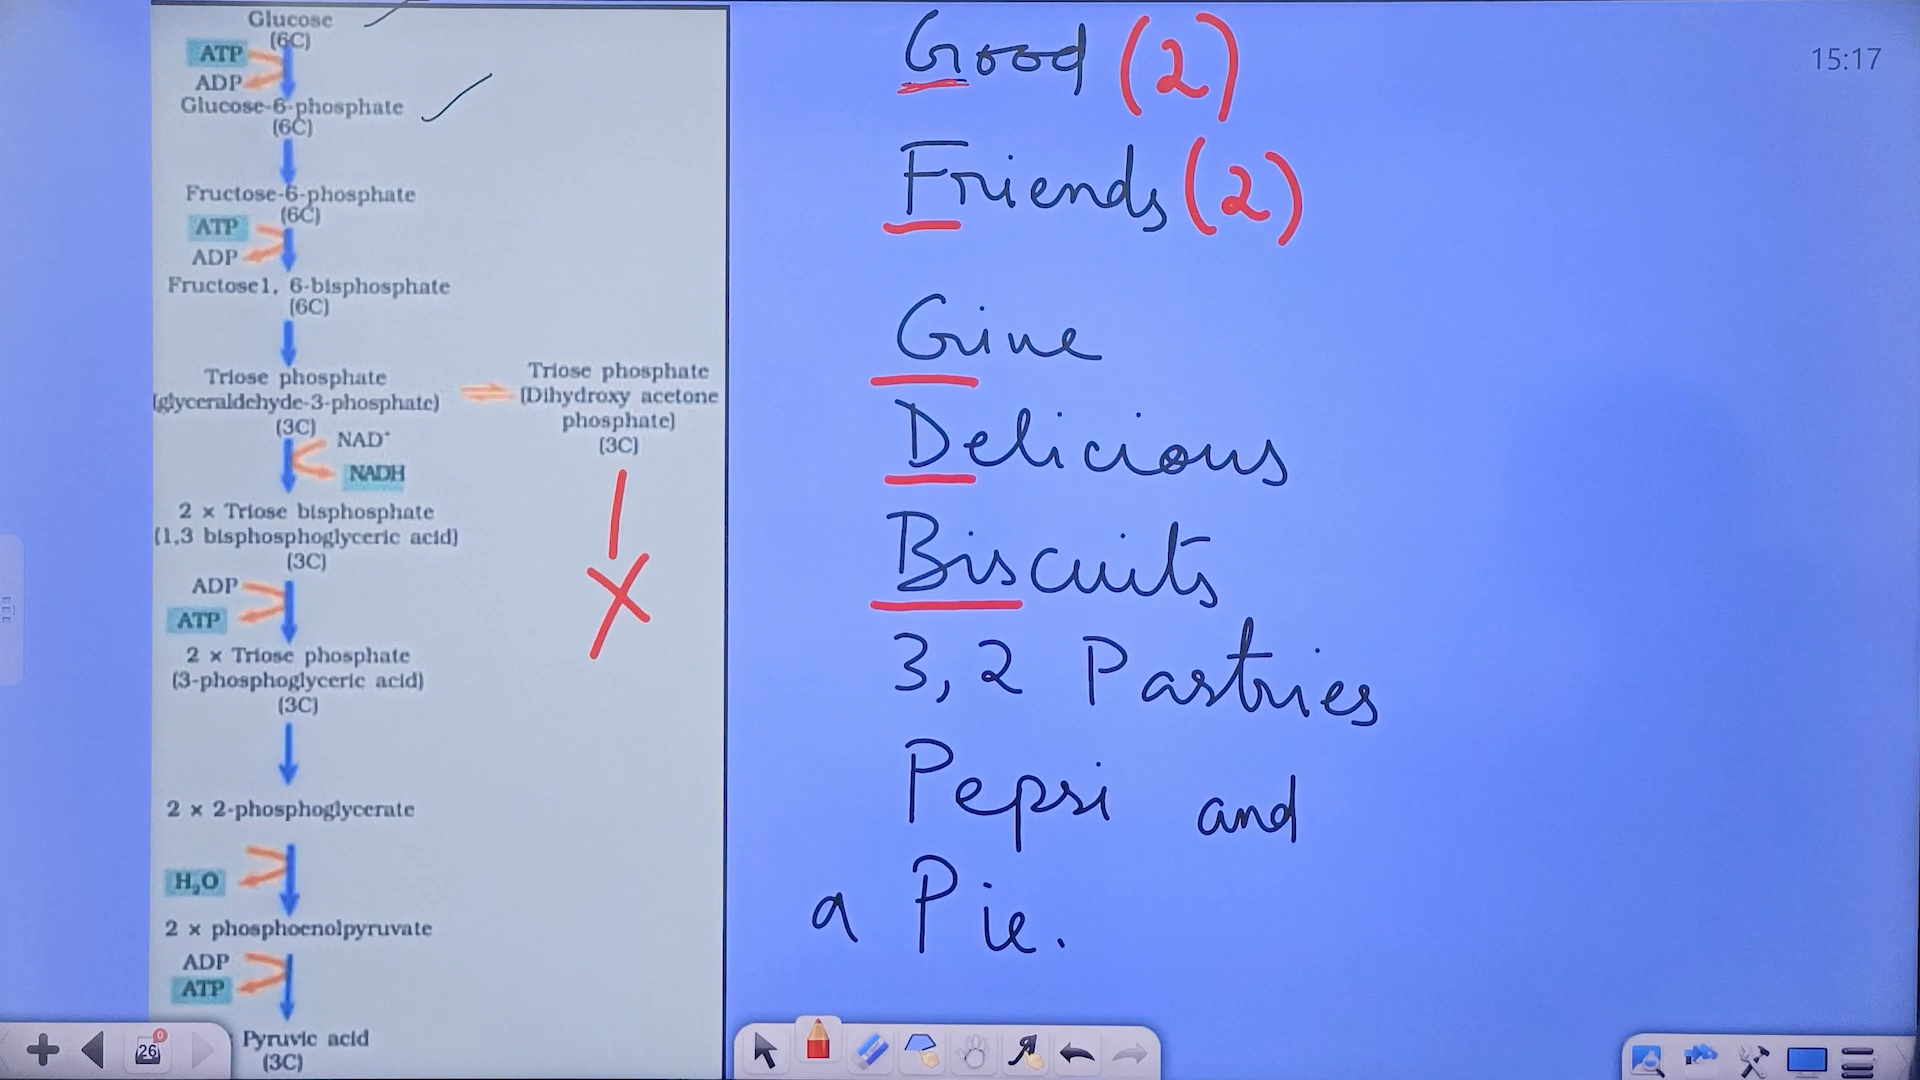 Glucose
(6C)
ATP
ADP
Glucose-6-phosphate
(6C)
Fructose-6-phosphate
(6C)
ATP
ADP
Fructose1, 6-bisphosphate
(6C)
Triose phosphate
(glyceraldehyde-3-phosphate)
(3C)
Triose phosphate
(Dihydroxy acetone
phosphate)
(3C)
NAD⁺
NADH
2 × Triose bisphosphate
(1,3 bisphosphoglyceric acid)
(3C)
ADP
ATP
2 × Triose phosphate
(3-phosphoglyceric acid)
(3C)
2 × 2-phosphoglycerate
H₂O
2 × phosphoenolpyruvate
ADP
ATP
Pyruvic acid
(3C)
Good (2)
Friends (2)
Give
Delicious
Biscuits
3, 2 Pastries
Pepsi and
a Pie.
15:17
26
0